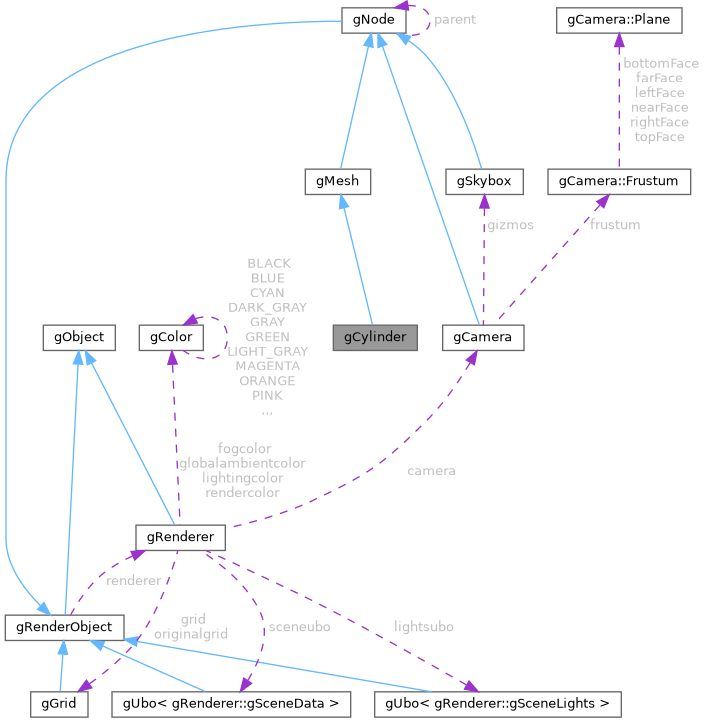 gNode
parent
gCamera::Plane
bottomFace
farFace
leftFace
nearFace
rightFace
topFace
gMesh
gSkybox
gCamera::Frustum
gizmos
frustum
BLACK
BLUE
CYAN
DARK_GRAY
GRAY
GREEN
LIGHT_GRAY
MAGENTA
ORANGE
PINK
...
gObject
gColor
gCylinder
gCamera
fogcolor
globalambientcolor
lightingcolor
rendercolor
camera
gRenderer
renderer
gRenderObject
grid
originalgrid
sceneubo
lightsubo
gGrid
gUbo< gRenderer::gSceneData >
gUbo< gRenderer::gSceneLights >